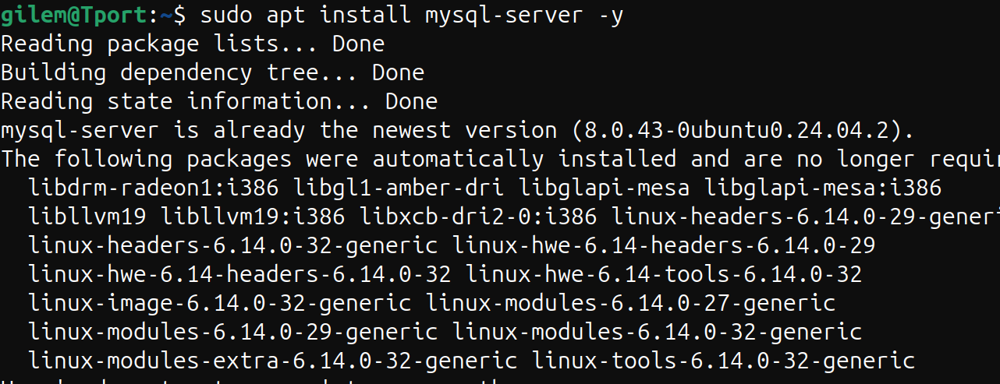 gilem@Tport:~$ sudo apt install mysql-server -y
Reading package lists... Done
Building dependency tree... Done
Reading state information... Done
mysql-server is already the newest version (8.0.43-0ubuntu0.24.04.2).
The following packages were automatically installed and are no longer
libdrm-radeon1:i386 libgl1-amber-dri libglapi-mesa libglapi-mesa:i386
libllvm19 libllvm19:i386 libxcb-dri2-0:i386 linux-headers-6.14.0-29-generi
linux-headers-6.14.0-32-generic linux-hwe-6.14-headers-6.14.0-29
linux-hwe-6.14-headers-6.14.0-32 linux-hwe-6.14-tools-6.14.0-32
linux-image-6.14.0-32-generic linux-modules-6.14.0-27-generic
linux-modules-6.14.0-29-generic linux-modules-6.14.0-32-generic
linux-modules-extra-6.14.0-32-generic linux-tools-6.14.0-32-generic